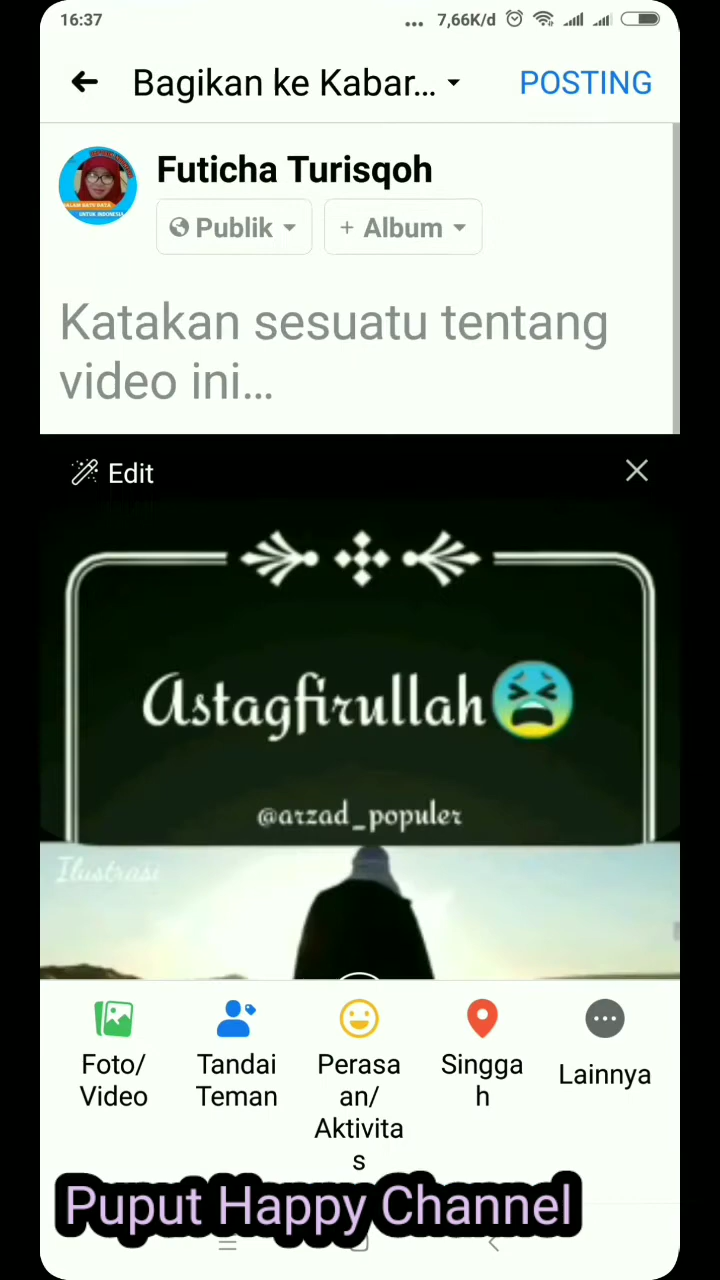 16:37
... 7,66K/d
Bagikan ke Kabar...
POSTING
Futicha Turisqoh
Publik
+ Album
Katakan sesuatu tentang
video ini...
Edit
Astagfirullah
@arzad_populer
Ilustrasi
Foto/
Video
Tandai
Teman
Perasa
an/
Aktivita
s
Singga
h
Lainnya
Puput Happy Channel